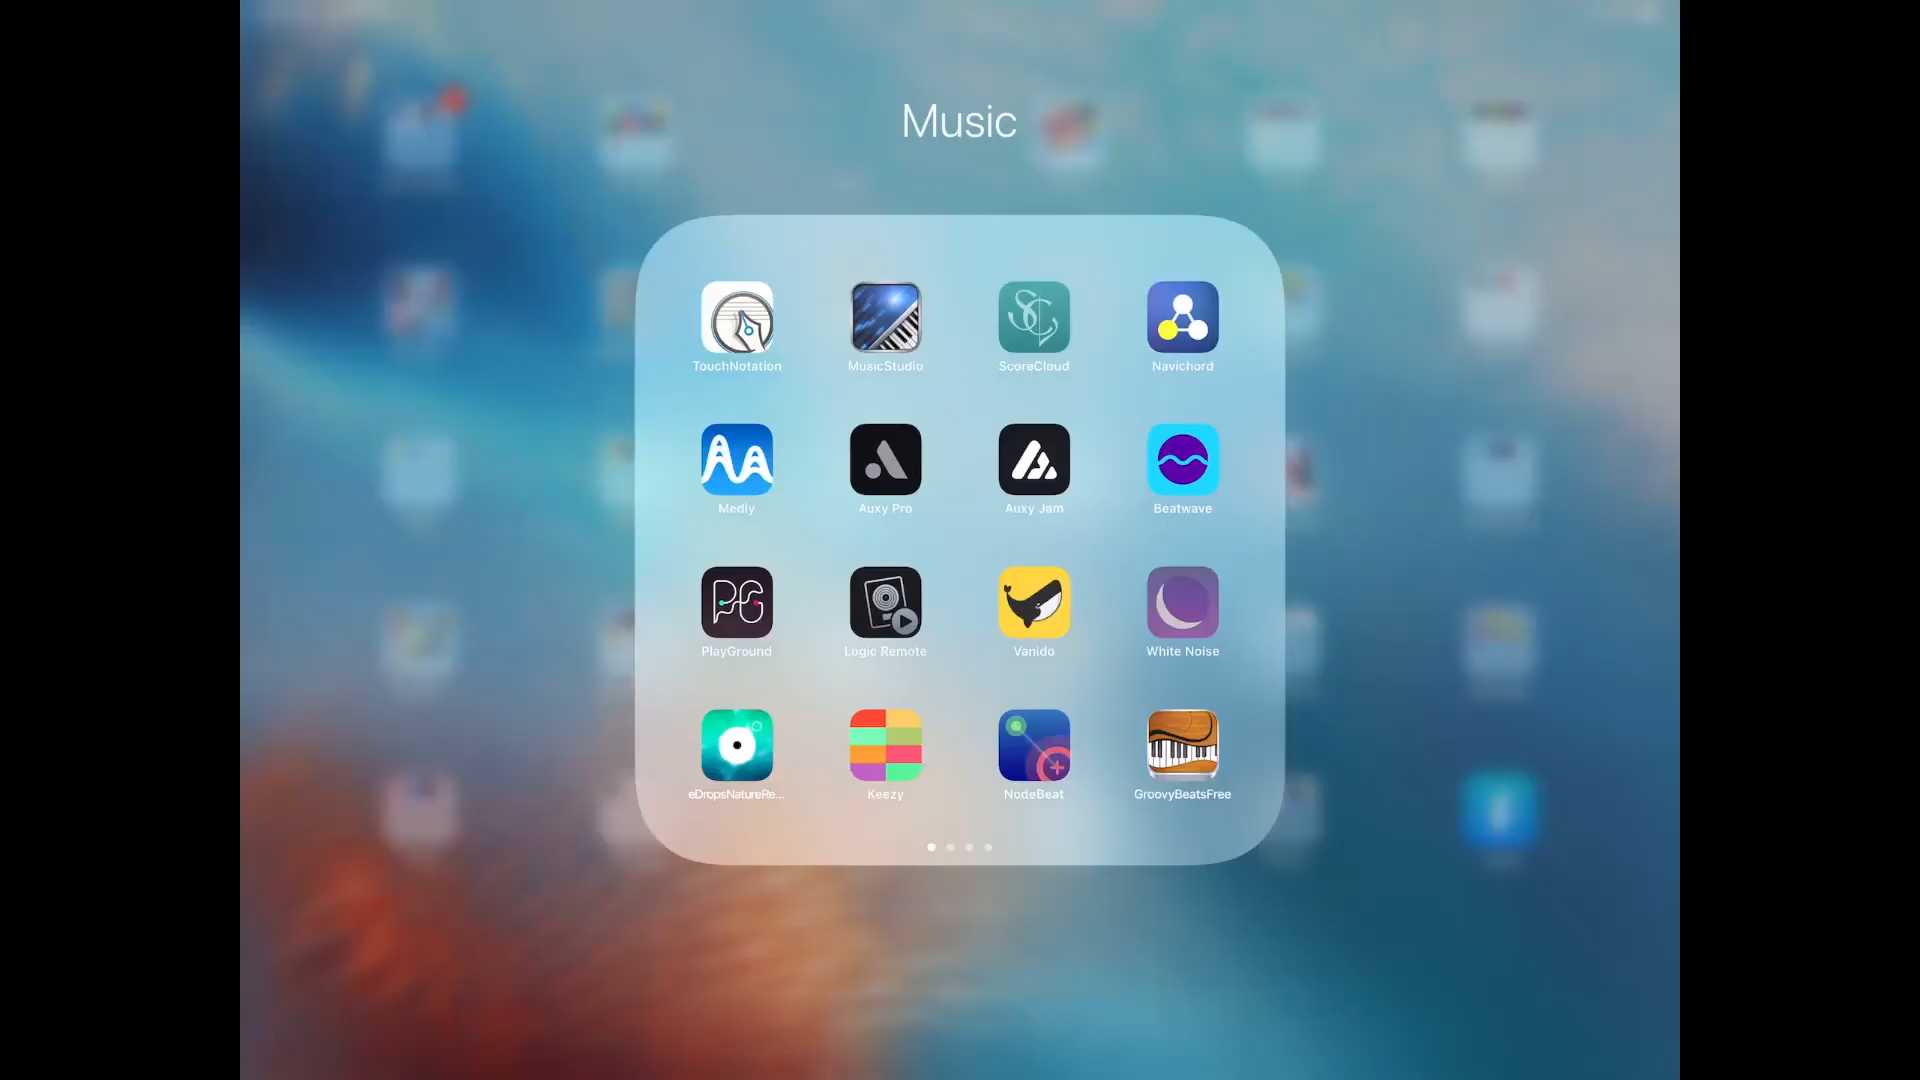 Music
TouchNotation
MusicStudio
ScoreCloud
Navichord
Medly
Auxy Pro
Auxy Jam
Beatwave
PlayGround
Logic Remote
Vanido
White Noise
eDropsNatureRe...
Keezy
NodeBeat
GroovyBeatsFree